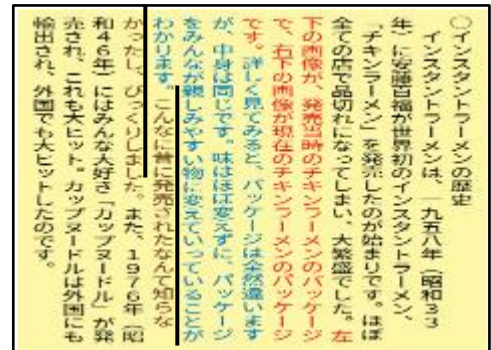 ○インスタントラーメンの歴史
インスタントラーメンは、一九五八年（昭和33
年）に安藤百福が世界初のインスタントラーメン、
「チキンラーメン」を発売したのが始まりです。ほぼ
全ての店で品切れになってしまい、大繁盛でした。左
下の画像が、発売当時のチキンラーメンのパッケージ
で、右下の画像が現在のチキンラーメンのパッケージ
です。詳しく見てみると、パッケージは全然違います
が、中身は同じです。味はほぼ変えずに、パッケージ
をみんなが親しみやすい物に変えていっていることが
わかります。こんなに昔に発売されたなんて知らな
かったし、びっくりしました。また、1976年（昭
和46年）にはみんな大好き「カップヌードル」が発
売され、これも大ヒット。カップヌードルは外国にも
輸出され、外国でも大ヒットしたのです。